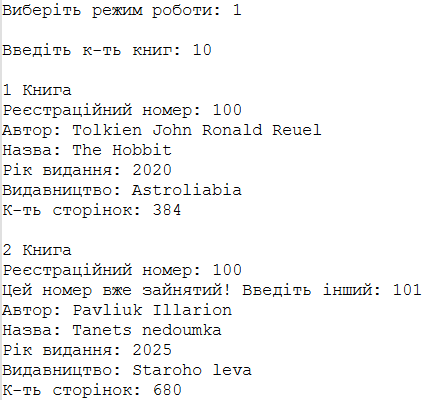 Виберіть режим роботи: 1
Введіть к-ть книг: 10
1 Книга
Реєстраційний номер: 100
Автор: Tolkien John Ronald Reuel
Назва: The Hobbit
Рік видання: 2020
Видавництво: Astroliabia
К-ть сторінок: 384
2 Книга
Реєстраційний номер: 100
Цей номер вже зайнятий! Введіть інший: 101
Автор: Pavliuk Illarion
Назва: Tanets nedoumka
Рік видання: 2025
Видавництво: Staroho leva
К-ть сторінок: 680